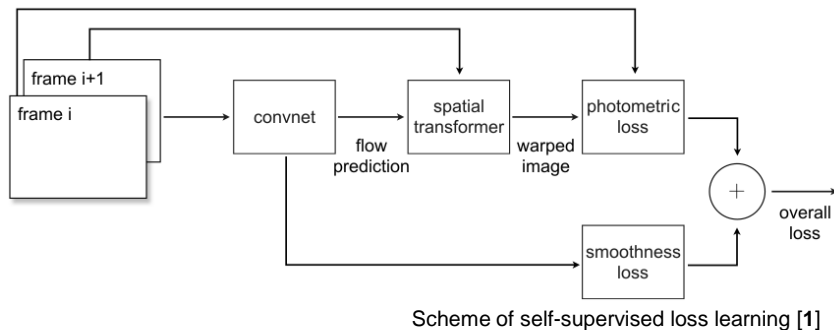 frame i+1
frame i
convnet
flow
prediction
spatial
transformer
warped
image
photometric
loss
smoothness
loss
+
overall
loss
Scheme of self-supervised loss learning [1]